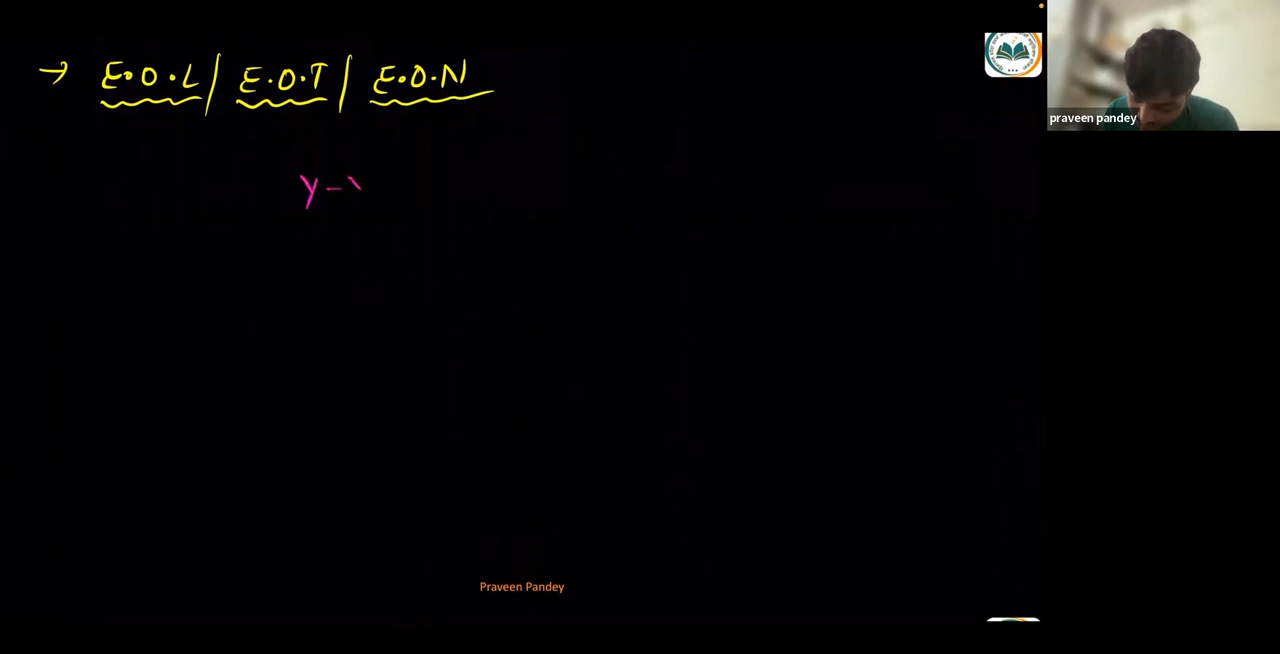 → E.O.L / E.O.T / E.O.N
praveen pandey
y -
Praveen Pandey